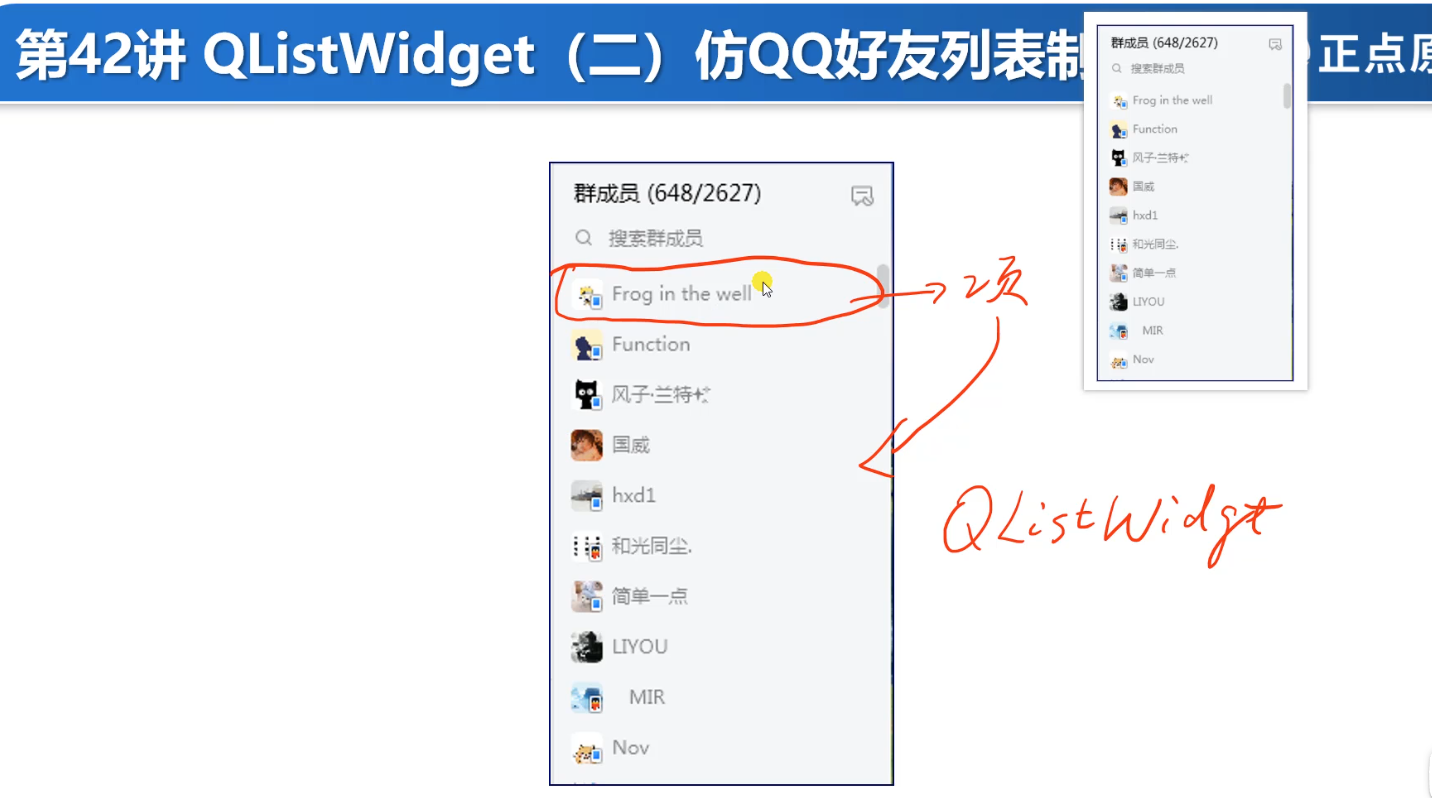 第42讲 QListWidget（二）仿QQ好友列表制
正点原
群成员 (648/2627)
搜索群成员
Frog in the well
Function
风子·兰特
国威
hxd1
和光同尘.
简单一点
LIYOU
MIR
Nov
项
QListWidgt
群成员 (648/2627)
搜索群成员
Frog in the well
Function
风子·兰特
国威
hxd1
和光同尘.
简单一点
LIYOU
MIR
Nov